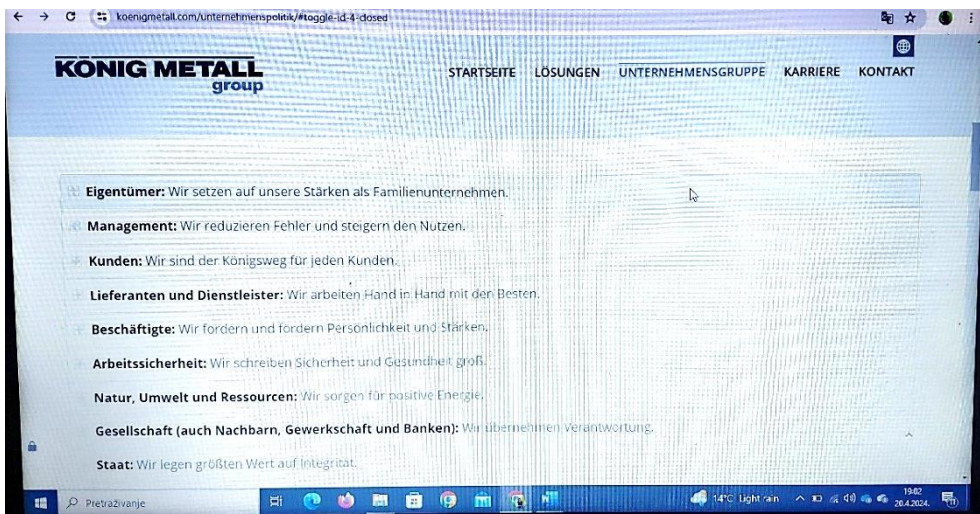 koenigmetall.com/unternehmenspolitik/#toggle-id-4-closed
KÖNIG METALL
group
STARTSEITE LÖSUNGEN UNTERNEHMENSGRUPPE KARRIERE KONTAKT
Eigentümer: Wir setzen auf unsere Stärken als Familienunternehmen.
Management: Wir reduzieren Fehler und steigern den Nutzen.
Kunden: Wir sind der Königsweg für jeden Kunden.
Lieferanten und Dienstleister: Wir arbeiten Hand in Hand mit den Besten.
Beschäftigte: Wir fordern und fördern Persönlichkeit und Stärken.
Arbeitssicherheit: Wir schreiben Sicherheit und Gesundheit groß.
Natur, Umwelt und Ressourcen: Wir sorgen für positive Energie.
Gesellschaft (auch Nachbarn, Gewerkschaft und Banken): Wir übernehmen Verantwortung.
Staat: Wir legen größten Wert auf Integrität.
Pretraživanje
14°C Light rain
19:02
20.4.2024.